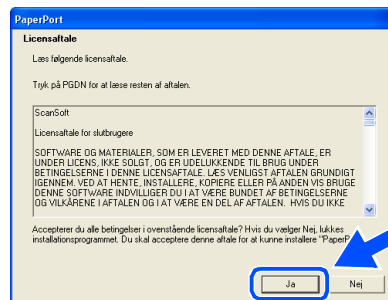 PaperPort
Licensaftale
Læs følgende licensaftale.
Tryk på PGDN for at læse resten af aftalen.
ScanSoft
Licensaftale for slutbrugere
SOFTWARE OG MATERIALER, SOM ER LEVERET MED DENNE AFTALE, ER
UNDER LICENS, IKKE SOLGT, OG ER UDELUKKENDE TIL BRUG UNDER
BETINGELSERNE I DENNE LICENSAFTALE. LÆS VENLIGST AFTALEN GRUNDIGT
IGENNEM. VED AT HENTE, INSTALLERE, KOPIERE ELLER PÅ ANDEN VIS BRUGE
DENNE SOFTWARE INDVILLIGER DU I AT VÆRE BUNDET AF BETINGELSERNE
OG VILKÅRENE I AFTALEN OG I AT VÆRE EN DEL AF AFTALEN. HVIS DU IKKE
Accepterer du alle betingelser i ovenstående licensaftale? Hvis du vælger Nej, lukkes
installationsprogrammet. Du skal acceptere denne aftale for at kunne installere "PaperP
Ja
Nej